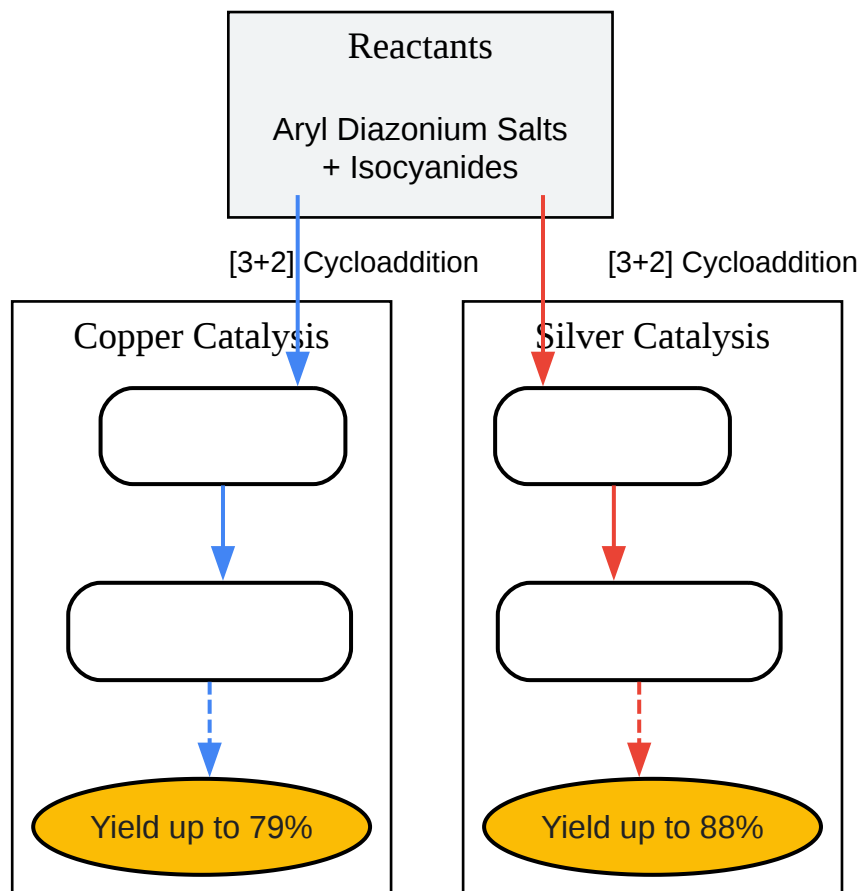 Reactants
Aryl Diazonium Salts
+ Isocyanides
[3+2] Cycloaddition
[3+2] Cycloaddition
Copper Catalysis
Silver Catalysis
Yield up to 79%
Yield up to 88%